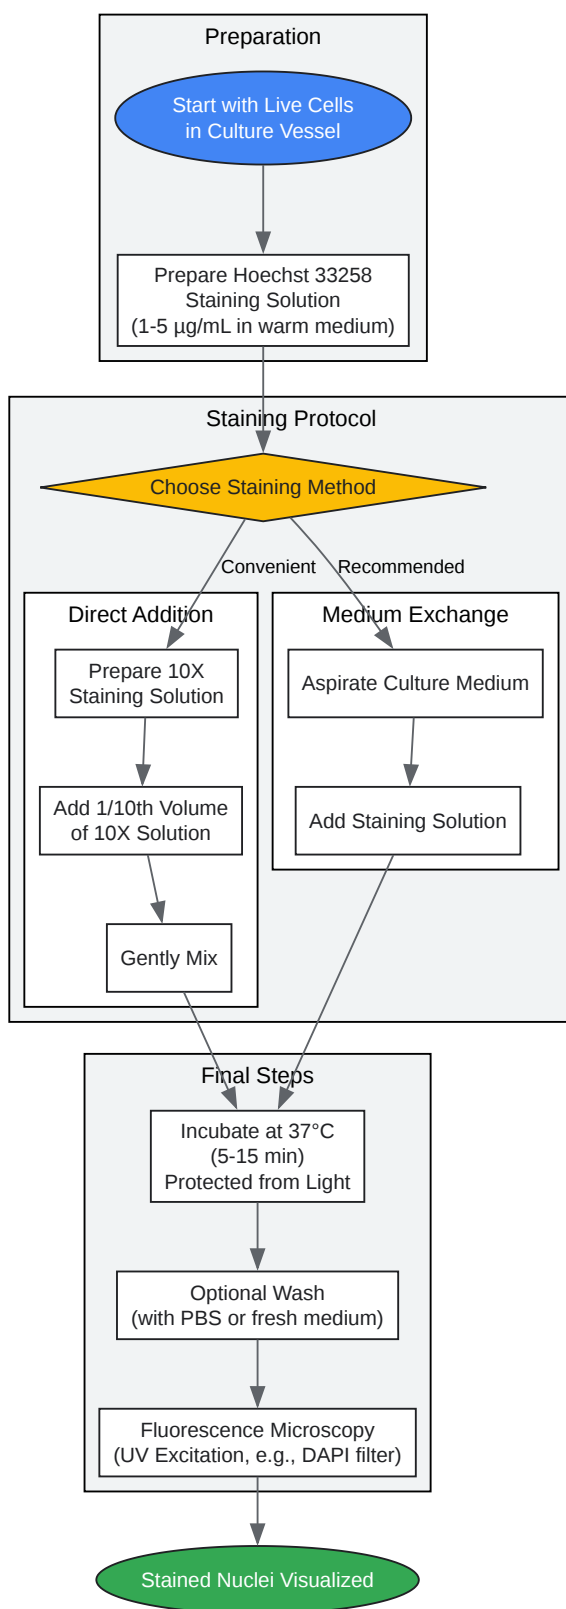 Preparation
Start with Live Cells
in Culture Vessel
Prepare Hoechst 33258
Staining Solution
(1-5 µg/mL in warm medium)
Staining Protocol
Choose Staining Method
Convenient
Recommended
Direct Addition
Prepare 10X
Staining Solution
Add 1/10th Volume
of 10X Solution
Gently Mix
Medium Exchange
Aspirate Culture Medium
Add Staining Solution
Final Steps
Incubate at 37°C
(5-15 min)
Protected from Light
Optional Wash
(with PBS or fresh medium)
Fluorescence Microscopy
(UV Excitation, e.g., DAPI filter)
Stained Nuclei Visualized